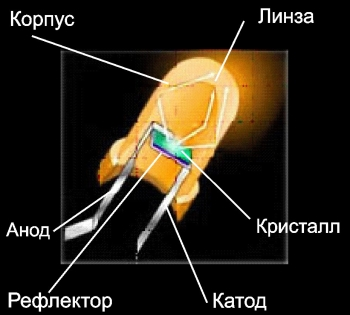 Корпус
Линза
Анод
Кристалл
Рефлектор
Катод